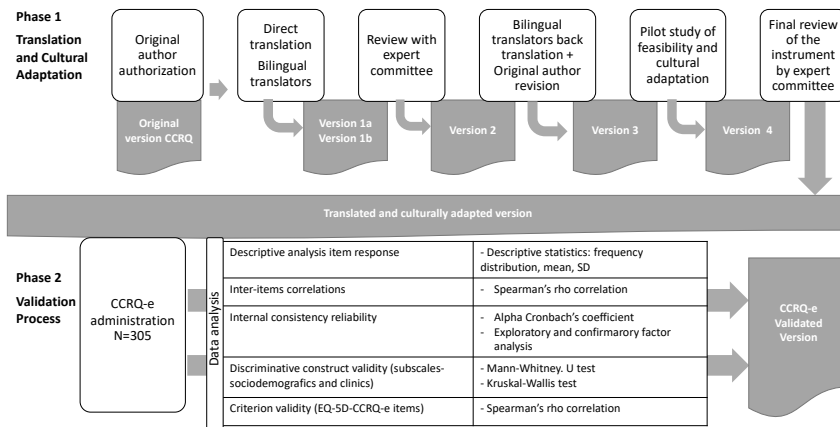 Phase 1
Translation
and Cultural
Adaptation
Original
author
authorization
Direct
translation
Bilingual
translators
Review with
expert
committee
Bilingual
translators back
translation +
Original author
revision
Pilot study of
feasibility and
cultural
adaptation
Final review
of the
instrument
by expert
committee
Original
version CCRQ
Version 1a
Version 1b
Version 2
Version 3
Version 4
Translated and culturally adapted version
Phase 2
Validation
Process
CCRQ-e
administration
N=305
Data analysis
Descriptive analysis item response
- Descriptive statistics: frequency
distribution, mean, SD
Inter-items correlations
- Spearman's rho correlation
Internal consistency reliability
- Alpha Cronbach's coefficient
- Exploratory and confirmarory factor
analysis
Discriminative construct validity (subscales-
sociodemografics and clinics)
- Mann-Whitney. U test
- Kruskal-Wallis test
Criterion validity (EQ-5D-CCRQ-e items)
- Spearman's rho correlation
CCRQ-e
Validated
Version